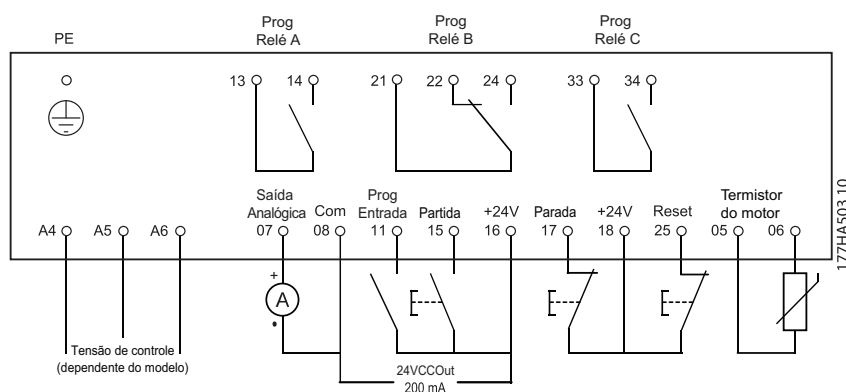 PE
Prog
Relé A
Prog
Relé B
Prog
Relé C
13
14
21
22
24
33
34
Saída
Analógica
07
Com
08
Prog
Entrada
11
Partida
15
+24V
16
Parada
17
+24V
18
Reset
25
Termistor
do motor
05
06
A4
A5
A6
+
A
Tensão de controle
(dependente do modelo)
24VCCOut
200 mA
177HA503.10